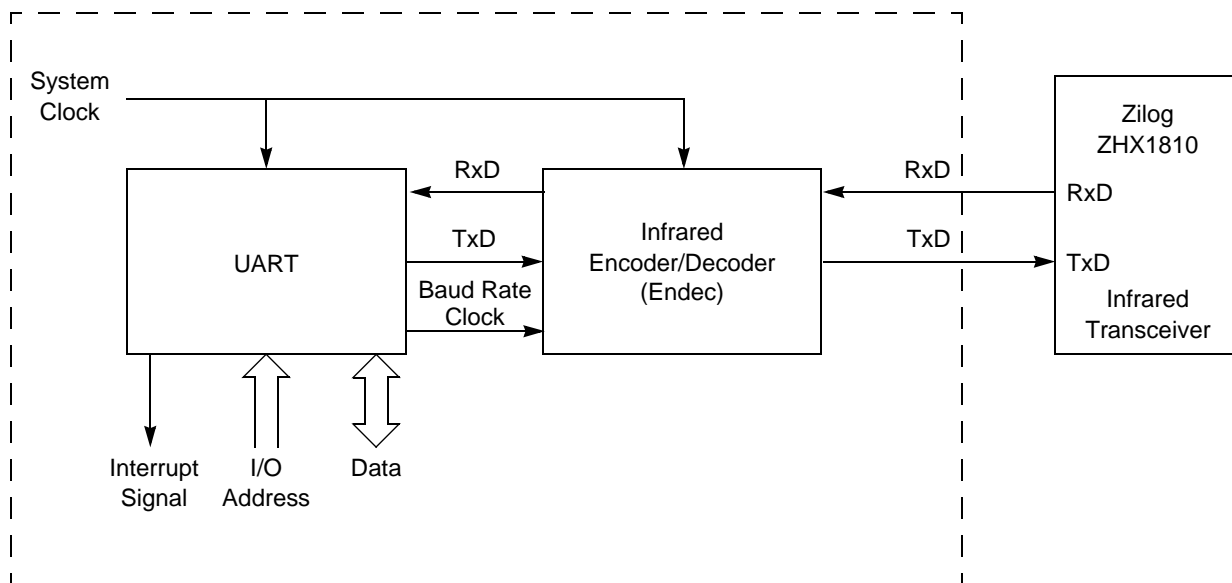 System
Clock
Zilog
ZHX1810
RxD
RxD
RxD
TxD
TxD
TxD
UART
Infrared
Encoder/Decoder
(Endec)
Baud Rate
Clock
Infrared
Transceiver
Interrupt
Signal
I/O
Address
Data